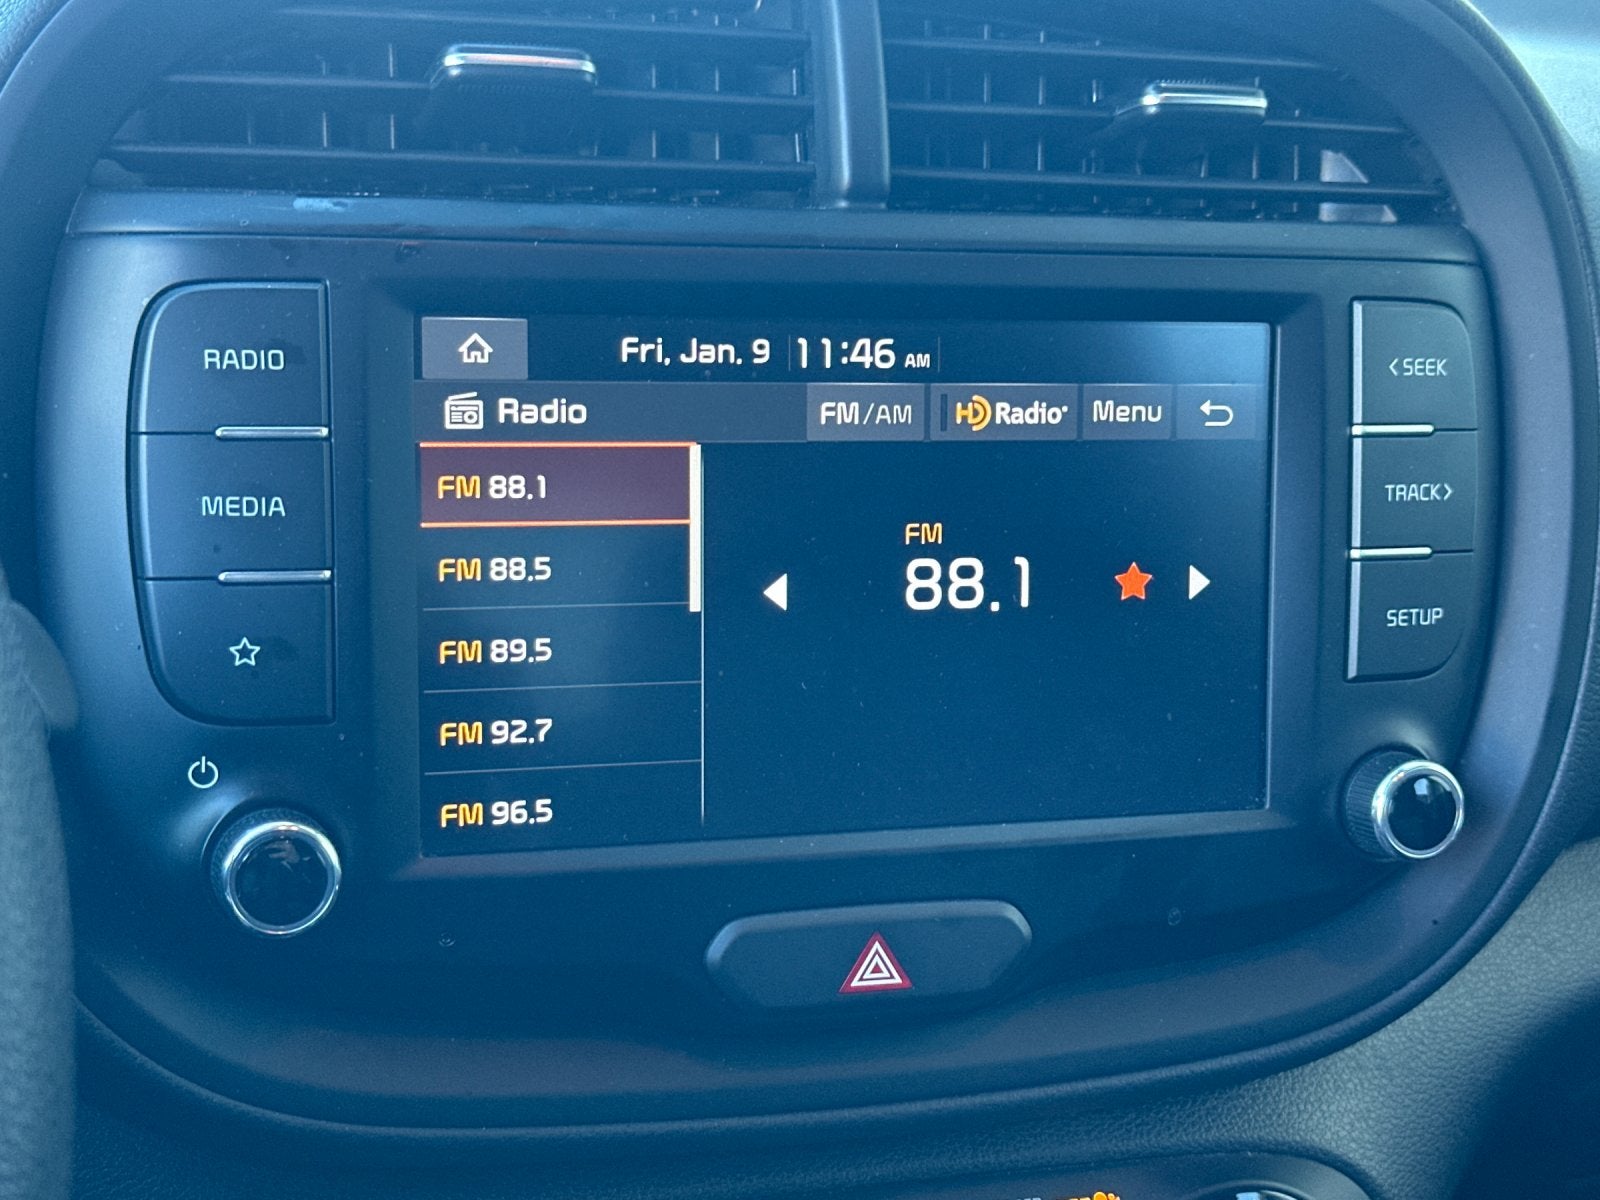 Fri, Jan. 9 11:46 AM
Radio FM/AM HD Radio Menu
FM 88.1
FM 88.5
FM 89.5
FM 92.7
FM 96.5
FM
88.1
RADIO
MEDIA
< SEEK
TRACK >
SETUP